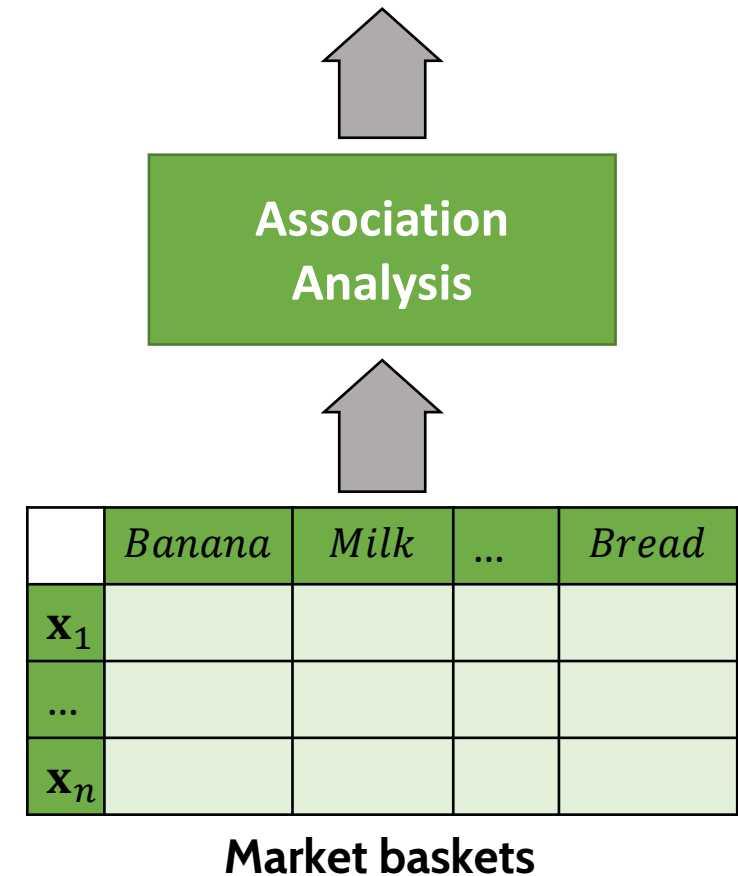 Association
Analysis
Banana Milk ... Bread
x₁
...
xₙ
Market baskets